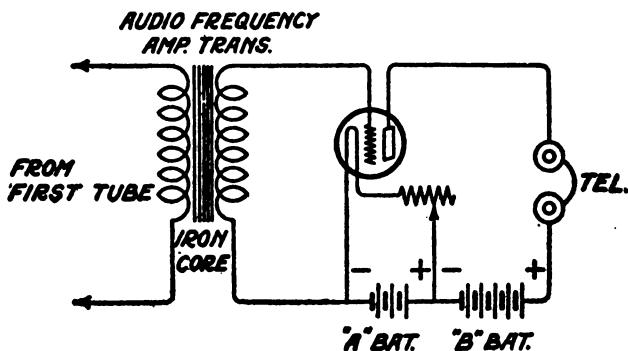 AUDIO FREQUENCY
AMP. TRANS.
FROM
FIRST TUBE
IRON
CORE
TEL.
- + - +
"A" BAT. "B" BAT.